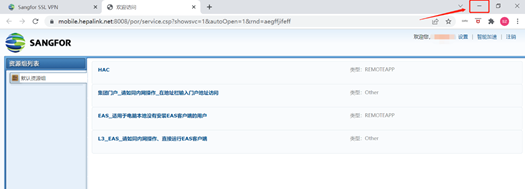 Sangfor SSL VPN
欢迎访问
mobile.hepalink.net:8008/por/service.csp?showsvc=1&autoOpen=1&rnd=aegffjifeff
SANGFOR
欢迎您, 设置 | 智能加速 | 注销
资源组列表
默认资源组
HAC 类型: REMOTEAPP
集团门户_请如同内网操作_在地址栏输入门户地址访问 类型: Other
EAS_适用于电脑本地没有安装EAS客户端的用户 类型: REMOTEAPP
L3_EAS_请如同内网操作、直接运行EAS客户端 类型: Other